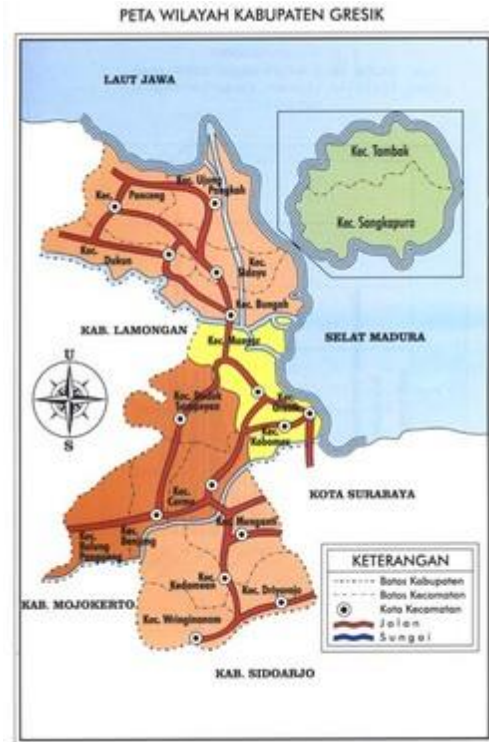 PETA WILAYAH KABUPATEN GRESIK
LAUT JAWA
Kec. Tambak
Kec. Sangkapura
Kec. Ujung
Pangkah
Kec. Panceng
Kec.
Dukun
Kec.
Sidayu
Kec. Bungah
KAB. LAMONGAN
Kec. Manyar
SELAT MADURA
U
S
Kec.
Gresik
Kec. Duduk
Sampeyan
Kec.
Kebomas
Kec.
Cerme
KOTA SURABAYA
Kec.
Benjeng
Kec.
Balong
Panggang
Kec. Menganti
Kec.
Kedamean
Kec. Driyorejo
KAB. MOJOKERTO
Kec. Wringinanom
KAB. SIDOARJO
KETERANGAN
Batas Kabupaten
Batas Kecamatan
Kota Kecamatan
Jalan
Sungai